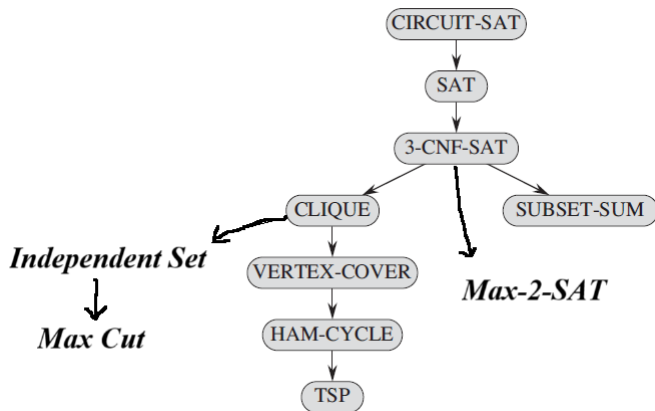 CIRCUIT-SAT
SAT
3-CNF-SAT
CLIQUE
SUBSET-SUM
Independent Set
VERTEX-COVER
Max-2-SAT
Max Cut
HAM-CYCLE
TSP